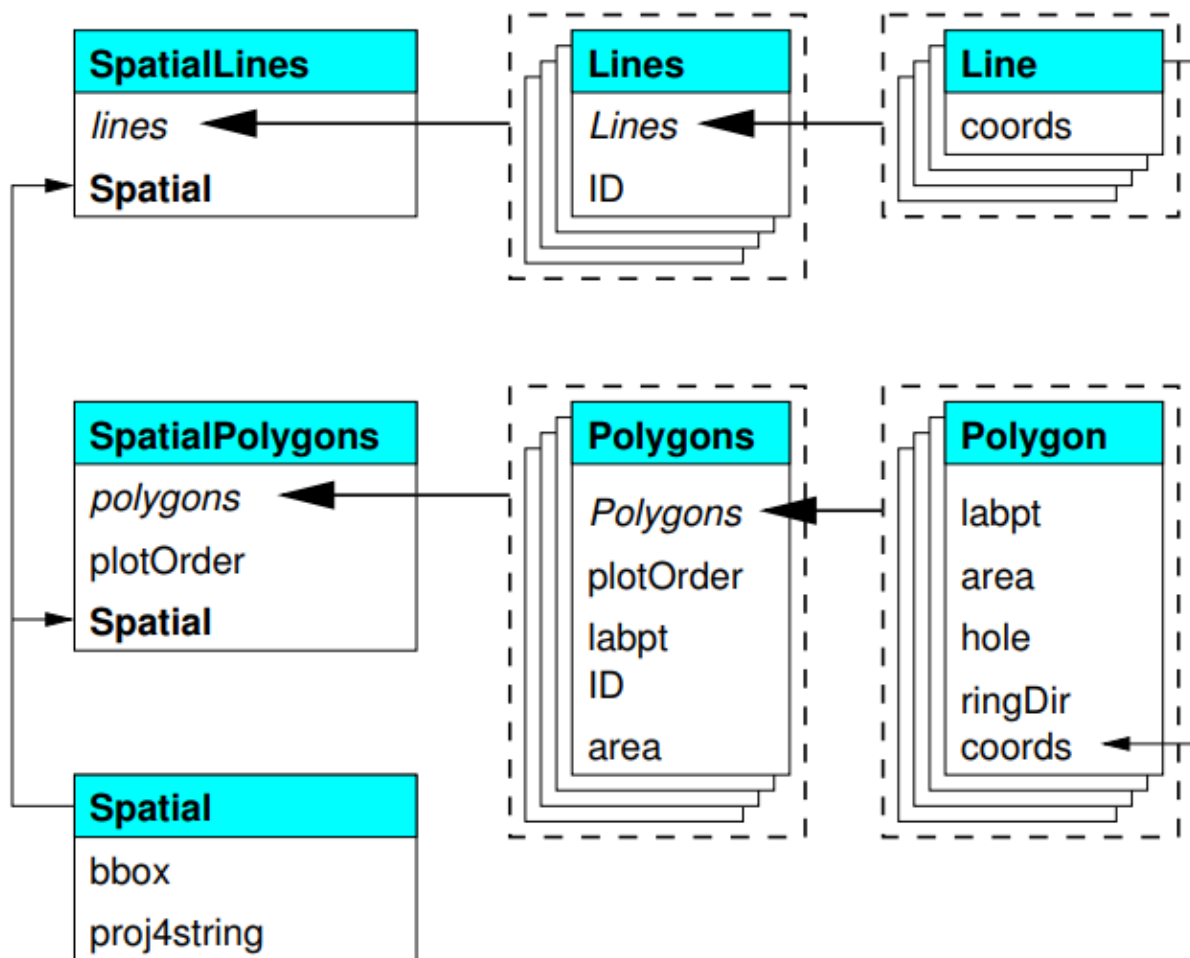 SpatialLines
lines
Spatial
Lines
Lines
ID
Line
coords
SpatialPolygons
polygons
plotOrder
Spatial
Polygons
Polygons
plotOrder
labpt
ID
area
Polygon
labpt
area
hole
ringDir
coords
Spatial
bbox
proj4string